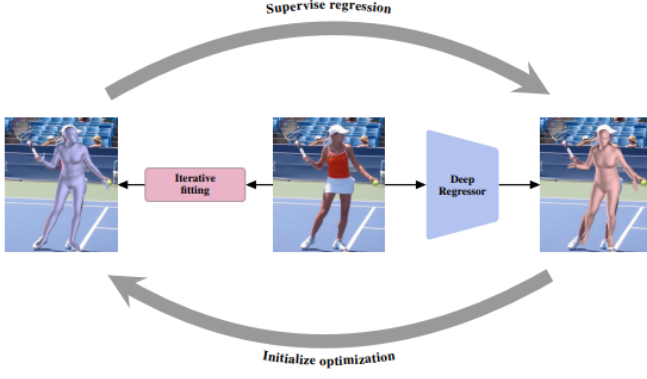 Supervise regression
Iterative
fitting
Deep
Regressor
Initialize optimization